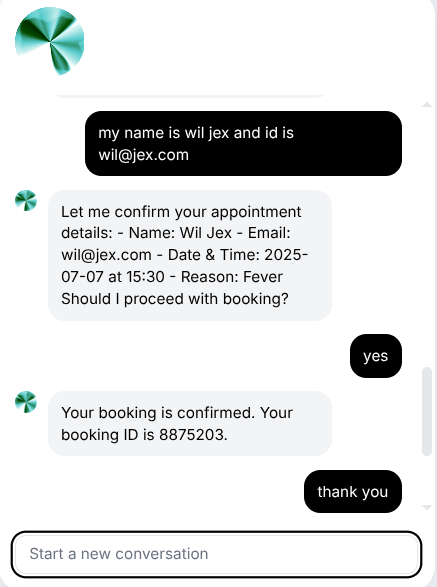 my name is wil jex and id is
wil@jex.com
Let me confirm your appointment
details: - Name: Wil Jex - Email:
wil@jex.com - Date & Time: 2025-
07-07 at 15:30 - Reason: Fever
Should I proceed with booking?
yes
Your booking is confirmed. Your
booking ID is 8875203.
thank you
Start a new conversation